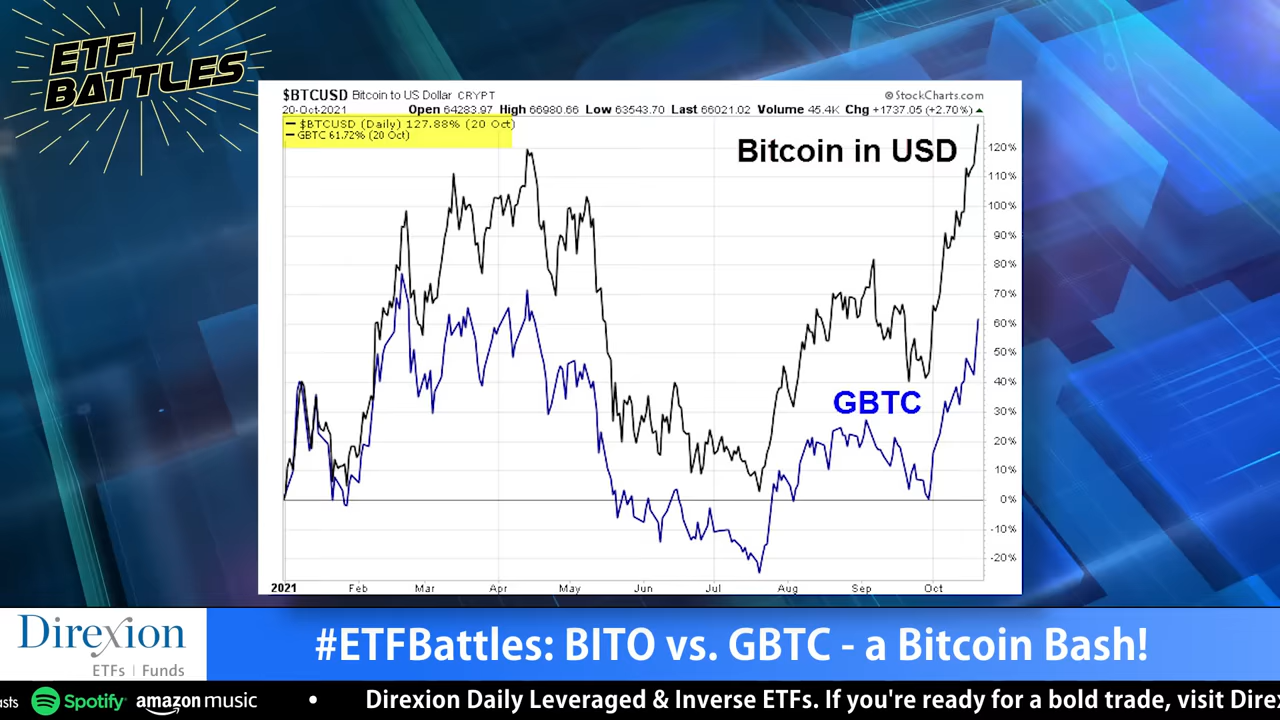 ETF
BATTLES
$BTCUSD Bitcoin to US Dollar CRYPT
© StockCharts.com
20-Oct-2021
Open 64283.97 High 66980.66 Low 63543.70 Last 66021.02 Volume 45.4K Chg +1737.05 (+2.70%)
$BTCUSD (Daily) 127.88% (20 Oct)
GBTC 61.72% (20 Oct)
Bitcoin in USD
GBTC
120%
110%
100%
90%
80%
70%
60%
50%
40%
30%
20%
10%
0%
-10%
-20%
2021 Feb Mar Apr May Jun Jul Aug Sep Oct
Direxion
ETFs | Funds
#ETFBattles: BITO vs. GBTC - a Bitcoin Bash!
asts Spotify amazon music • Direxion Daily Leveraged & Inverse ETFs. If you're ready for a bold trade, visit Dire